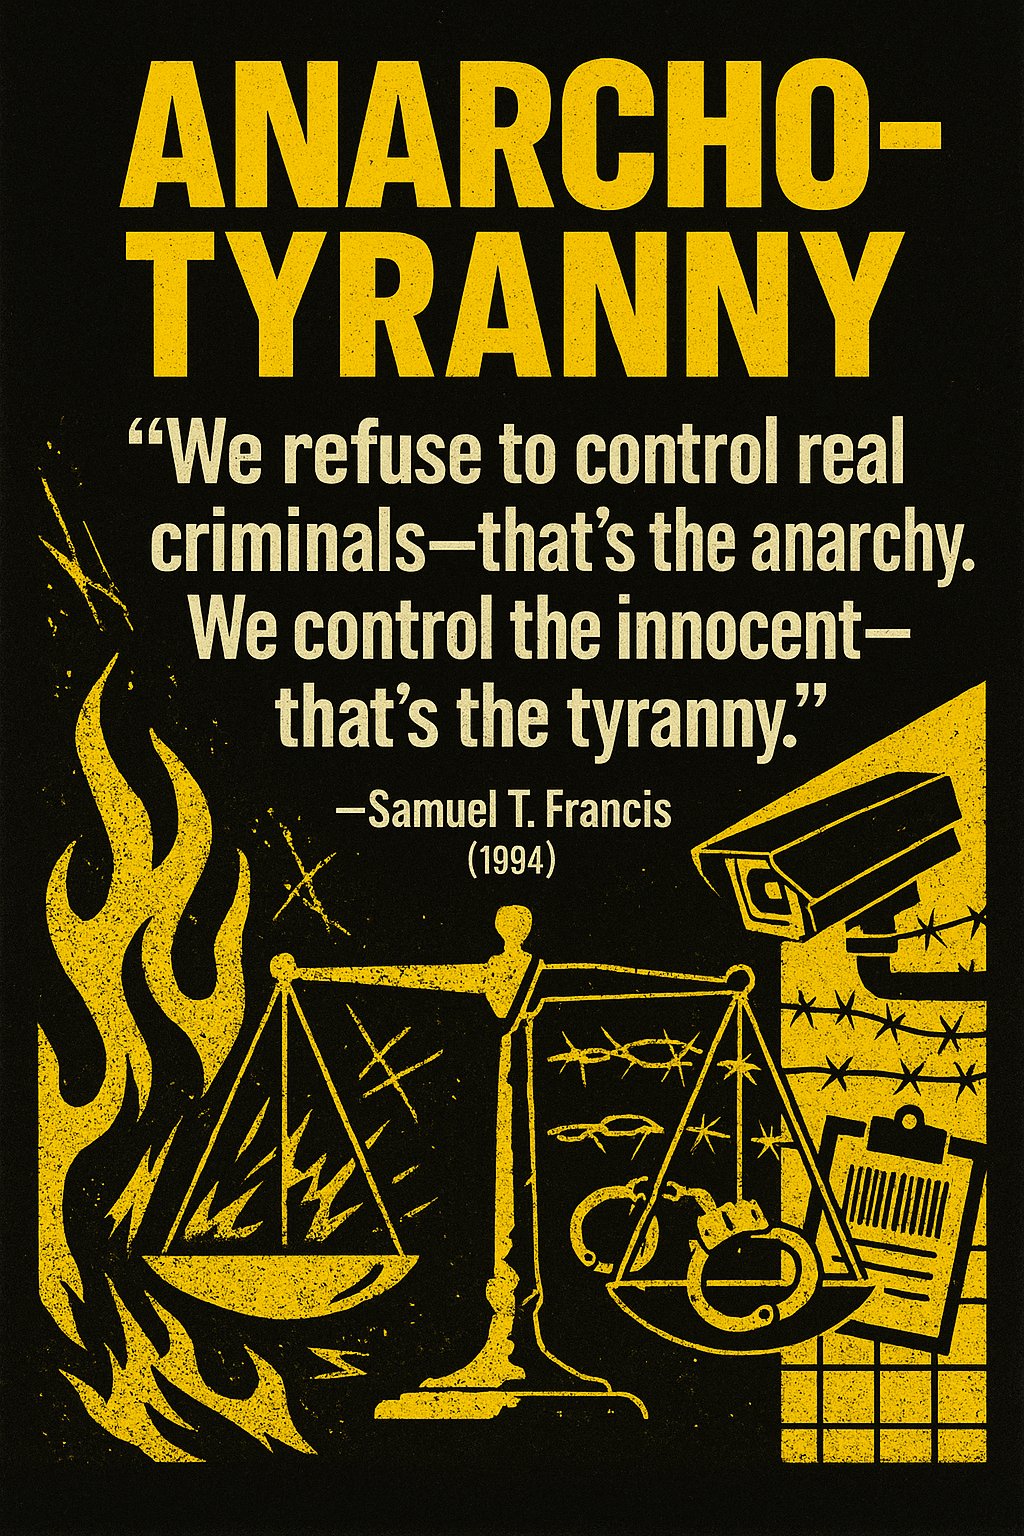 ANARCHO-
TYRANNY
“We refuse to control real
criminals—that’s the anarchy.
We control the innocent—
that’s the tyranny.”
—Samuel T. Francis
(1994)